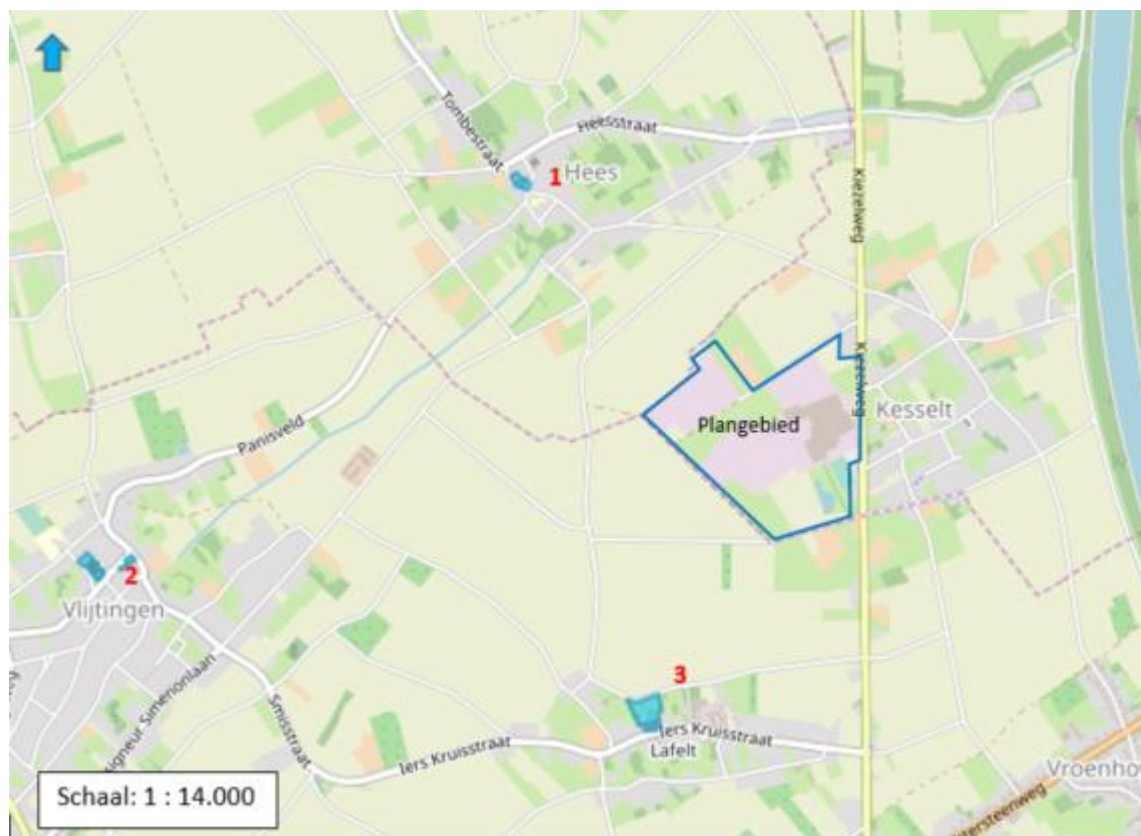 Tombestraat
Heesstraat
1
Hees
Kiezelweg
Kiezelweg
Plangebied
Kesselt
Panisveld
2
Vlijtingen
3
Smisstraat
Iers Kruisstraat
Iers Kruisstraat
Lafelt
Schaal: 1 : 14.000